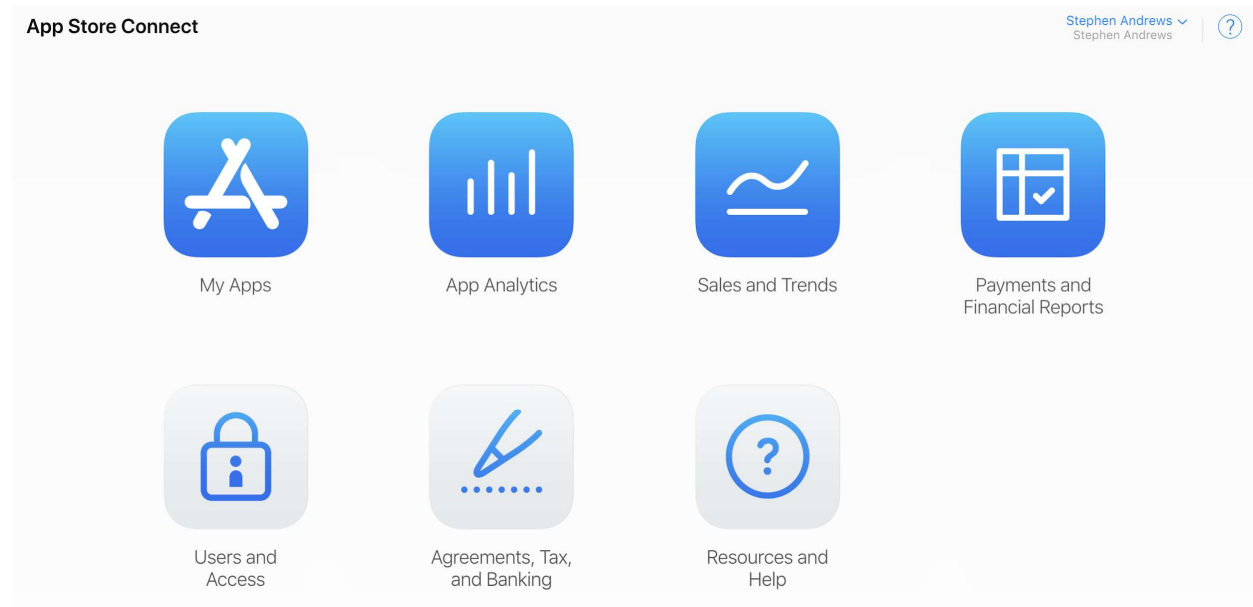 App Store Connect
Stephen Andrews
Stephen Andrews
?
My Apps
App Analytics
Sales and Trends
Payments and
Financial Reports
?
Users and
Access
Agreements, Tax,
and Banking
Resources and
Help